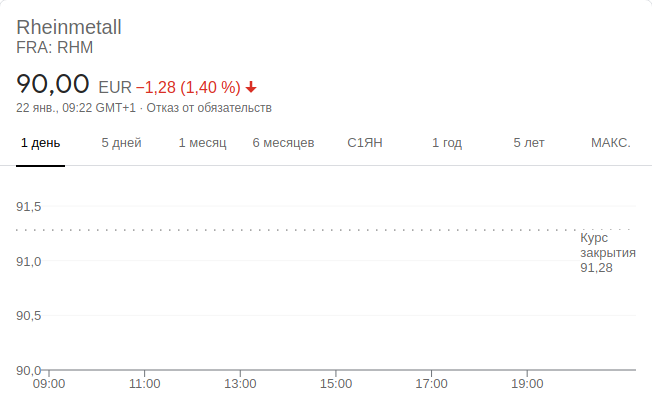 Rheinmetall
FRA: RHM
90,00 EUR −1,28 (1,40 %)
22 янв., 09:22 GMT+1 · Отказ от обязательств
1 день 5 дней 1 месяц 6 месяцев С1ЯН 1 год 5 лет МАКС.
91,5
Курс
закрытия
91,28
91,0
90,5
90,0
09:00 11:00 13:00 15:00 17:00 19:00